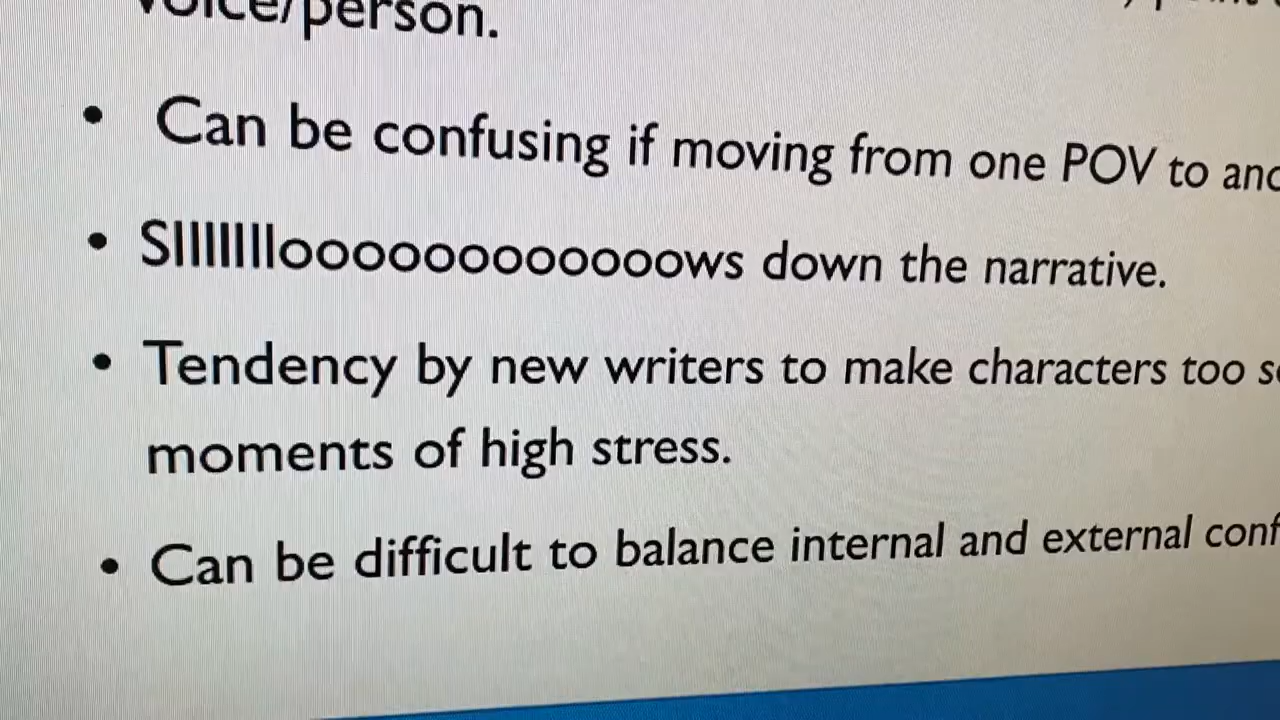 voice/person.
• Can be confusing if moving from one POV to
• Slllllllooooooooooooows down the narrative.
• Tendency by new writers to make characters too
moments of high stress.
• Can be difficult to balance internal and external